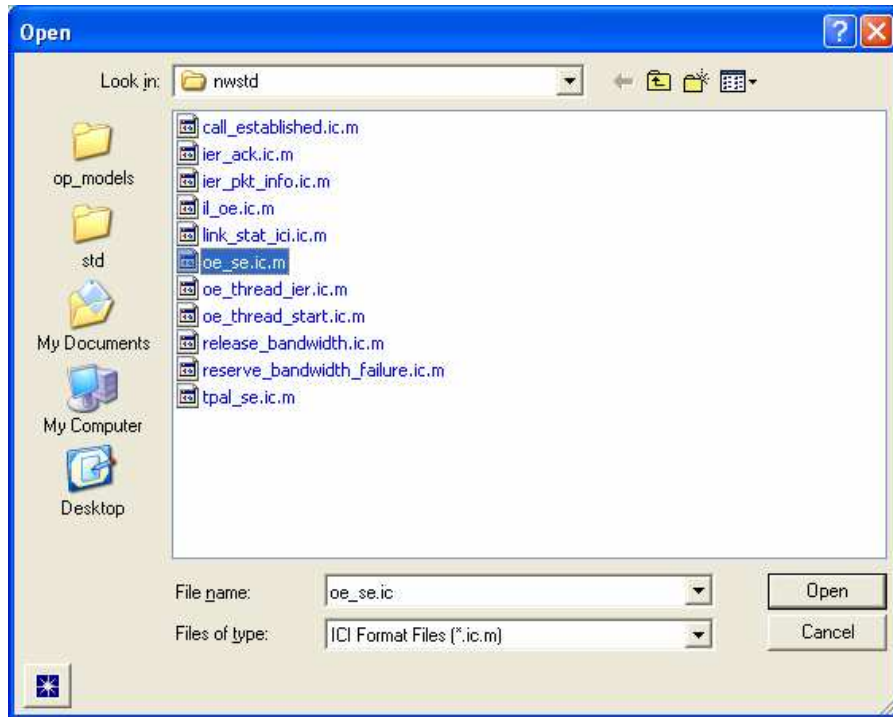 Open
Look in: nwstd
op_models
std
My Documents
My Computer
Desktop
call_established.ic.m
ier_ack.ic.m
ier_pkt_info.ic.m
il_oe.ic.m
link_stat_ici.ic.m
oe_se.ic.m
oe_thread_ier.ic.m
oe_thread_start.ic.m
release_bandwidth.ic.m
reserve_bandwidth_failure.ic.m
tpal_se.ic.m
File name: oe_se.ic Open
Files of type: ICI Format Files (*.ic.m) Cancel